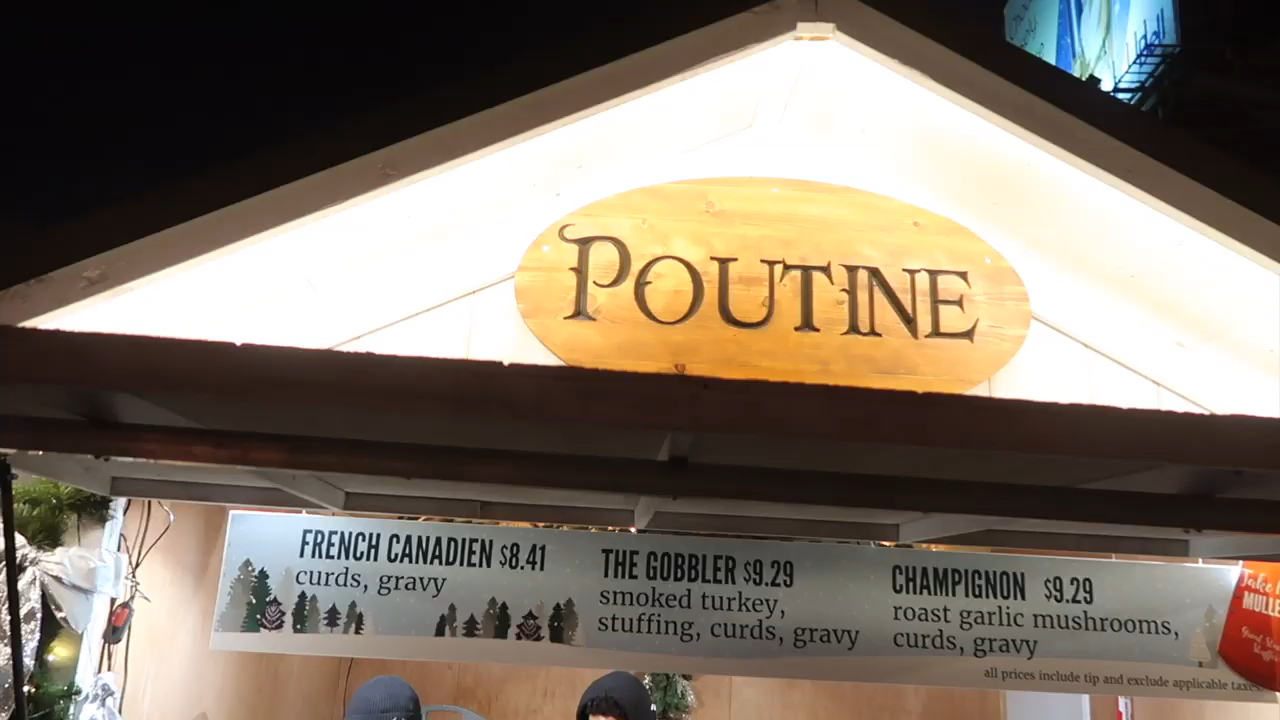 POUTINE
FRENCH CANADIEN $8.41
curds, gravy
THE GOBBLER $9.29
smoked turkey,
stuffing, curds, gravy
CHAMPIGNON $9.29
roast garlic mushrooms,
curds, gravy
all prices include tip and exclude applicable taxes
Take
MULLE